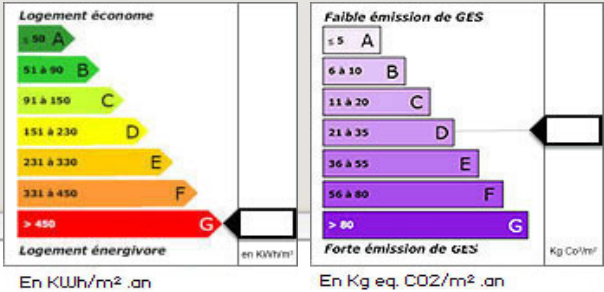 Logement économe
≤ 50 A
51 à 90 B
91 à 150 C
151 à 230 D
231 à 330 E
331 à 450 F
> 450 G
Logement énergivore
en KWh/m²
En KWh/m² .an
Faible émission de GES
≤ 5 A
6 à 10 B
11 à 20 C
21 à 35 D
36 à 55 E
56 à 80 F
> 80 G
Forte émission de GES
Kg Co²/m²
En Kg eq. CO2/m² .an